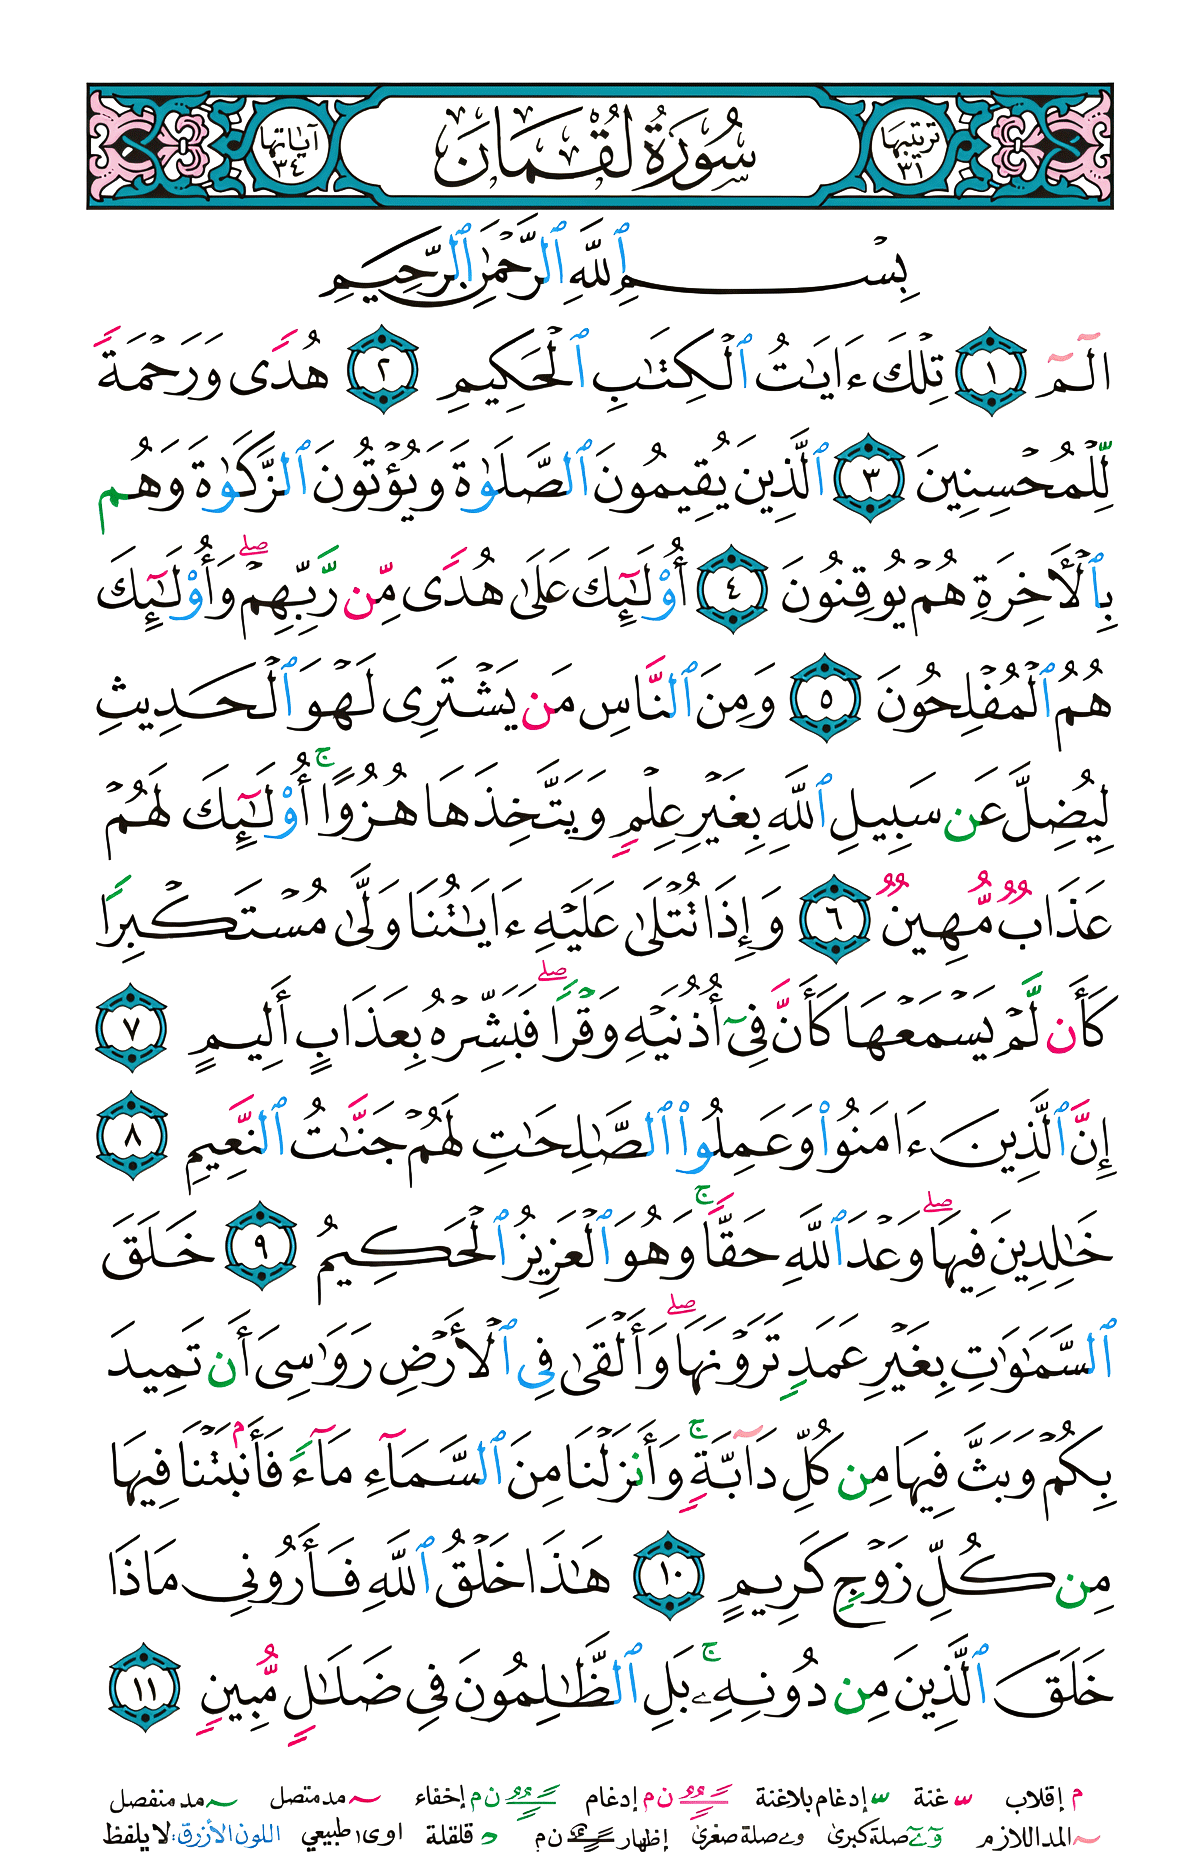 ترتيبها ٣١
سُورَةُ لُقْمَان
آياتها ٣٤
بِسْمِ ٱللَّهِ ٱلرَّحْمَٰنِ ٱلرَّحِيمِ
الٓمٓ ١ تِلْكَ ءَايَٰتُ ٱلْكِتَٰبِ ٱلْحَكِيمِ ٢ هُدًى وَرَحْمَةً
لِّلْمُحْسِنِينَ ٣ ٱلَّذِينَ يُقِيمُونَ ٱلصَّلَوٰةَ وَيُؤْتُونَ ٱلزَّكَوٰةَ وَهُم
بِٱلْأَخِرَةِ هُمْ يُوقِنُونَ ٤ أُوْلَٰٓئِكَ عَلَىٰ هُدًى مِّن رَّبِّهِمْ ۖ وَأُوْلَٰٓئِكَ
هُمُ ٱلْمُفْلِحُونَ ٥ وَمِنَ ٱلنَّاسِ مَن يَشْتَرِى لَهْوَ ٱلْحَدِيثِ
لِيُضِلَّ عَن سَبِيلِ ٱللَّهِ بِغَيْرِ عِلْمٍ وَيَتَّخِذَهَا هُزُوًا ۚ أُوْلَٰٓئِكَ لَهُمْ
عَذَابٌ مُّهِينٌ ٦ وَإِذَا تُتْلَىٰ عَلَيْهِ ءَايَٰتُنَا وَلَّىٰ مُسْتَكْبِرًا
كَأَن لَّمْ يَسْمَعْهَا كَأَنَّ فِىٓ أُذُنَيْهِ وَقْرًا ۖ فَبَشِّرْهُ بِعَذَابٍ أَلِيمٍ ٧
إِنَّ ٱلَّذِينَ ءَامَنُوا۟ وَعَمِلُوا۟ ٱلصَّٰلِحَٰتِ لَهُمْ جَنَّٰتُ ٱلنَّعِيمِ ٨
خَٰلِدِينَ فِيهَا ۖ وَعْدَ ٱللَّهِ حَقًّا ۚ وَهُوَ ٱلْعَزِيزُ ٱلْحَكِيمُ ٩ خَلَقَ
ٱلسَّمَٰوَٰتِ بِغَيْرِ عَمَدٍ تَرَوْنَهَا ۖ وَأَلْقَىٰ فِى ٱلْأَرْضِ رَوَٰسِىَ أَن تَمِيدَ
بِكُمْ وَبَثَّ فِيهَا مِن كُلِّ دَآبَّةٍ ۚ وَأَنزَلْنَا مِنَ ٱلسَّمَآءِ مَآءً فَأَنۢبَتْنَا فِيهَا
مِن كُلِّ زَوْجٍ كَرِيمٍ ١٠ هَٰذَا خَلْقُ ٱللَّهِ فَأَرُونِى مَاذَا
خَلَقَ ٱلَّذِينَ مِن دُونِهِۦ ۚ بَلِ ٱلظَّٰلِمُونَ فِى ضَلَٰلٍ مُّبِينٍ ١١
م إقلاب ّ غنة ّ إدغام بلاغنة ن م إدغام ن م إخفاء ~ مد متصل ~ مد منفصل
~ المد اللازم و ے صلة كبرى و ے صلة صغرى إظهار ن م قلقلة ا و ى طبيعي اللون الأزرق: لا يلفظ